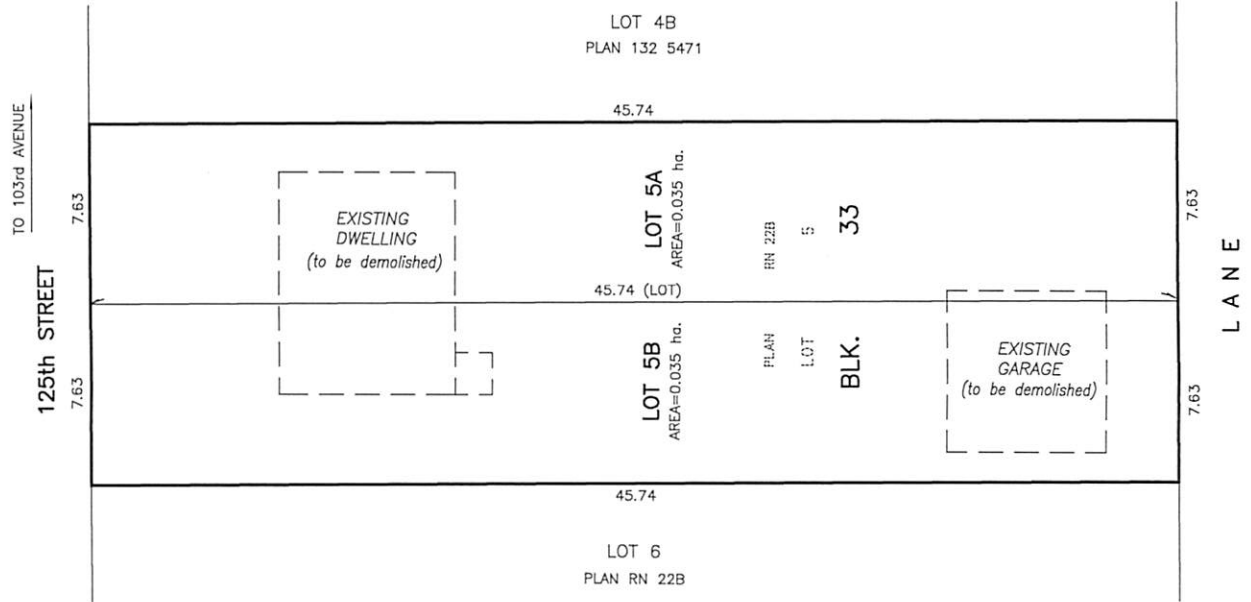 LOT 4B
PLAN 132 5471
45.74
TO 103rd AVENUE
125th STREET
7.63
7.63
EXISTING
DWELLING
(to be demolished)
LOT 5A
AREA=0.035 ha.
45.74 (LOT)
LOT 5B
AREA=0.035 ha.
PLAN RN 22B
LOT 5
BLK. 33
EXISTING
GARAGE
(to be demolished)
7.63
7.63
LANE
45.74
LOT 6
PLAN RN 22B